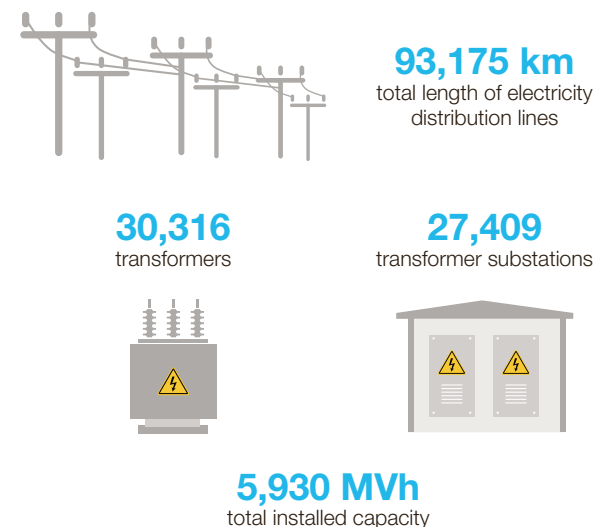 93,175 km
total length of electricity
distribution lines
30,316
transformers
27,409
transformer substations
5,930 MVh
total installed capacity